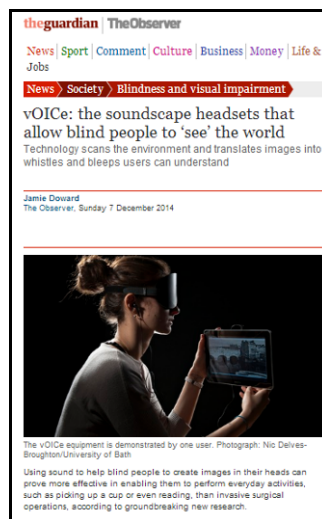 theguardian | TheObserver
News | Sport | Comment | Culture | Business | Money | Life &
Jobs
News > Society > Blindness and visual impairment
vOICe: the soundscape headsets that
allow blind people to 'see' the world
Technology scans the environment and translates images into
whistles and bleeps users can understand
Jamie Doward
The Observer, Sunday 7 December 2014
The vOICe equipment is demonstrated by one user. Photograph: Nic Delves-
Broughton/University of Bath
Using sound to help blind people to create images in their heads can
prove more effective in enabling them to perform everyday activities,
such as picking up a cup or even reading, than invasive surgical
operations, according to groundbreaking new research.